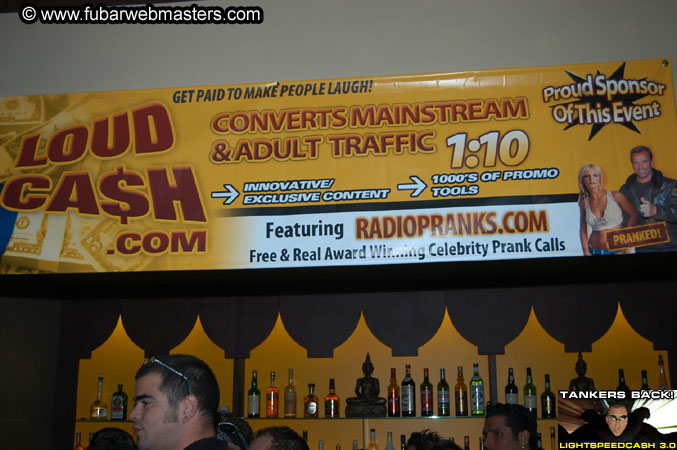 © www.fubarwebmasters.com
GET PAID TO MAKE PEOPLE LAUGH!
LOUD
CA$H
.COM
CONVERTS MAINSTREAM
& ADULT TRAFFIC 1:10
INNOVATIVE/
EXCLUSIVE CONTENT
1000'S OF PROMO
TOOLS
Featuring RADIOPRANKS.COM
Free & Real Award Winning Celebrity Prank Calls
Proud Sponsor
Of This Event
PRANKED!
TANKERS BACK!
LIGHTSPEEDCASH 3.0